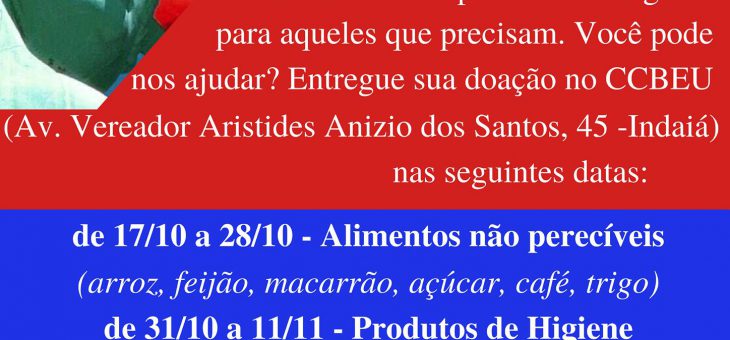 para aqueles que precisam. Você pode
nos ajudar? Entregue sua doação no CCBEU
(Av. Vereador Aristides Anizio dos Santos, 45 -Indaiá)
nas seguintes datas:
de 17/10 a 28/10 - Alimentos não perecíveis
(arroz, feijão, macarrão, açúcar, café, trigo)
de 31/10 a 11/11 - Produtos de Higiene